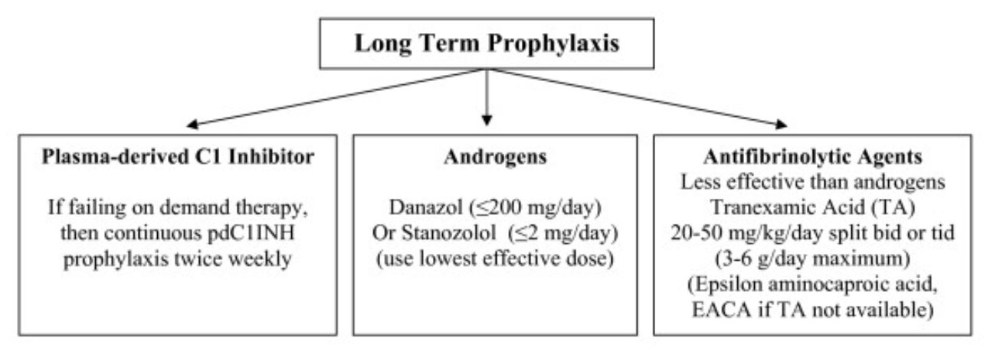 Long Term Prophylaxis
Plasma-derived C1 Inhibitor
If failing on demand therapy,
then continuous pdC1INH
prophylaxis twice weekly
Androgens
Danazol (≤200 mg/day)
Or Stanozolol (≤2 mg/day)
(use lowest effective dose)
Antifibrinolytic Agents
Less effective than androgens
Tranexamic Acid (TA)
20-50 mg/kg/day split bid or tid
(3-6 g/day maximum)
(Epsilon aminocaproic acid,
EACA if TA not available)